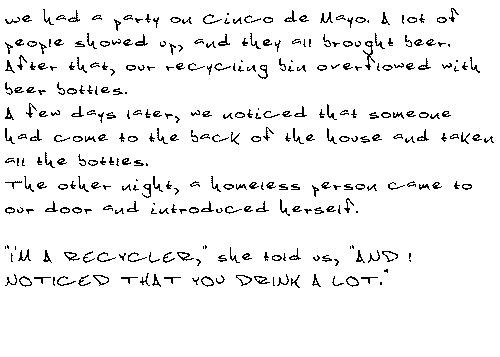 we had a party on Cinco de Mayo. A lot of
people showed up, and they all brought beer.
After that, our recycling bin overflowed with
beer bottles.
A few days later, we noticed that someone
had come to the back of the house and taken
all the bottles.
The other night, a homeless person came to
our door and introduced herself.
"I'M A RECYCLER," she told us, "AND I
NOTICED THAT YOU DRINK A LOT."